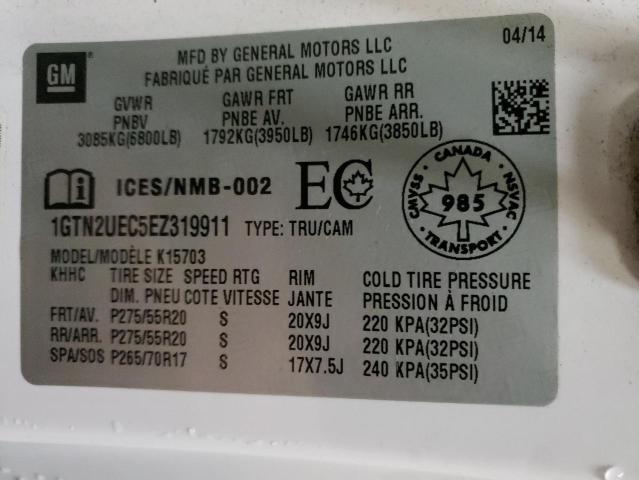 GM
MFD BY GENERAL MOTORS LLC
FABRIQUÉ PAR GENERAL MOTORS LLC
04/14
GVWR GAWR FRT GAWR RR
PNBV PNBE AV. PNBE ARR.
3085KG(6800LB) 1792KG(3950LB) 1746KG(3850LB)
ICES/NMB-002 EC
CANADA
CMVSS 985 NSVAC
TRANSPORT
1GTN2UEC5EZ319911 TYPE: TRU/CAM
MODEL/MODÈLE K15703
KHHC TIRE SIZE SPEED RTG RIM COLD TIRE PRESSURE
DIM. PNEU COTE VITESSE JANTE PRESSION À FROID
FRT/AV. P275/55R20 S 20X9J 220 KPA(32PSI)
RR/ARR. P275/55R20 S 20X9J 220 KPA(32PSI)
SPA/SOS P265/70R17 S 17X7.5J 240 KPA(35PSI)